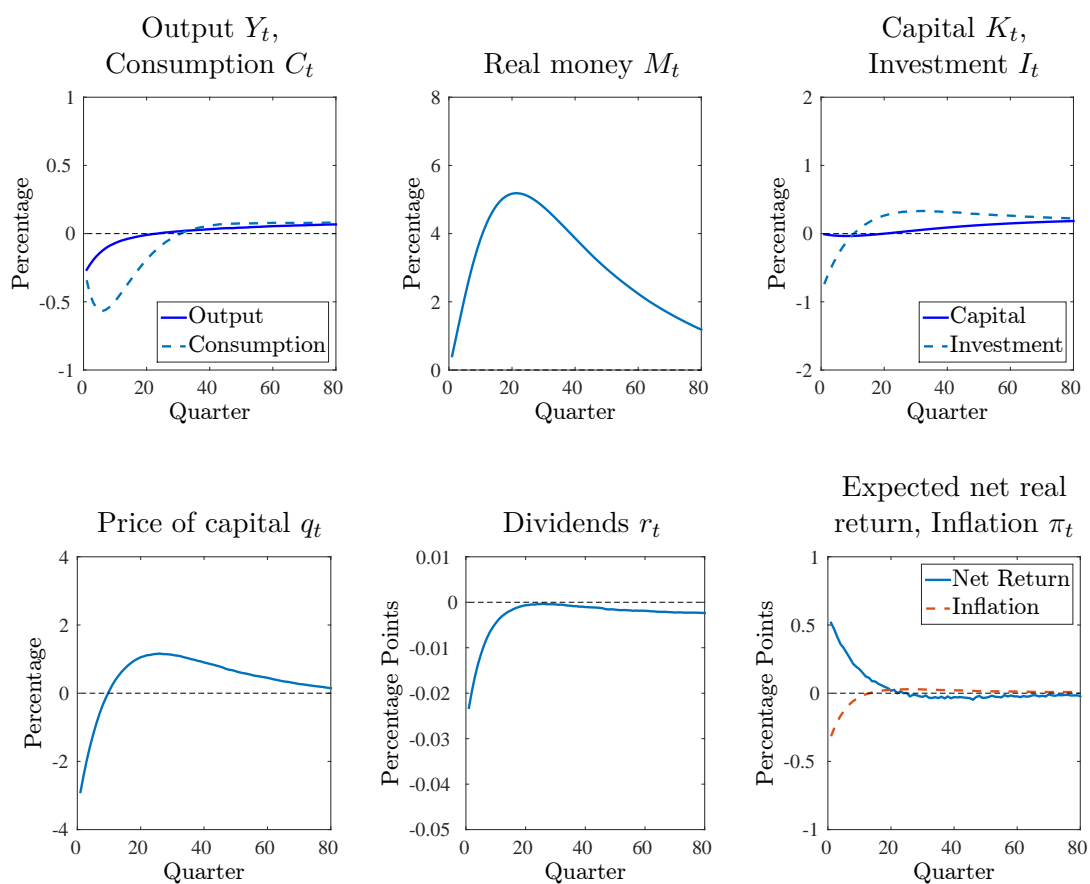 Output Y_t,
Consumption C_t
1
0.5
0
-0.5
-1
Percentage
Output
Consumption
0 20 40 60 80
Quarter
Real money M_t
8
6
4
2
0
Percentage
0 20 40 60 80
Quarter
Capital K_t,
Investment I_t
2
1
0
-1
-2
Percentage
Capital
Investment
0 20 40 60 80
Quarter
Price of capital q_t
4
2
0
-2
-4
Percentage
0 20 40 60 80
Quarter
Dividends r_t
0.01
0
-0.01
-0.02
-0.03
-0.04
-0.05
Percentage Points
0 20 40 60 80
Quarter
Expected net real
return, Inflation π_t
1
0.5
0
-0.5
-1
Percentage Points
Net Return
Inflation
0 20 40 60 80
Quarter